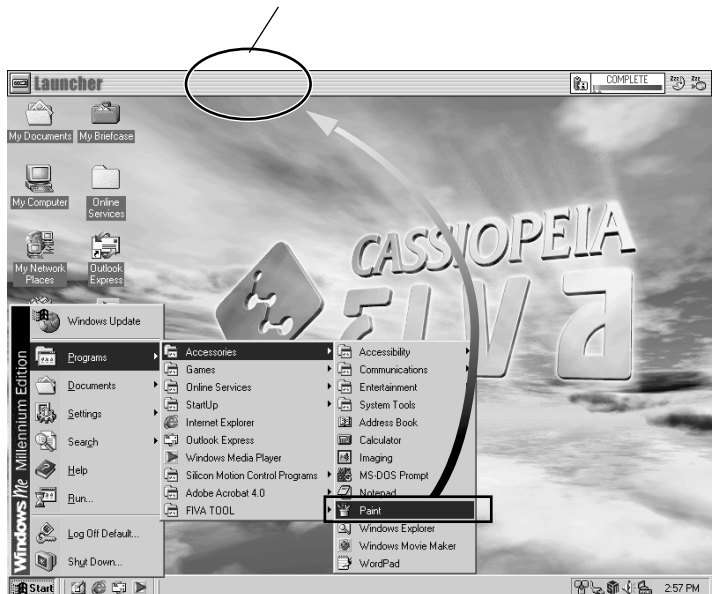 Launcher
COMPLETE
My Documents
My Briefcase
My Computer
Online
Services
My Network
Places
Outlook
Express
CASSIOPEIA
FIVA
Windows Me Millennium Edition
Windows Update
Programs
Documents
Settings
Search
Help
Run...
Log Off Default...
Shut Down...
Accessories
Games
Online Services
StartUp
Internet Explorer
Outlook Express
Windows Media Player
Silicon Motion Control Programs
Adobe Acrobat 4.0
FIVA TOOL
Accessibility
Communications
Entertainment
System Tools
Address Book
Calculator
Imaging
MS-DOS Prompt
Notepad
Paint
Windows Explorer
Windows Movie Maker
WordPad
Start
2:57 PM